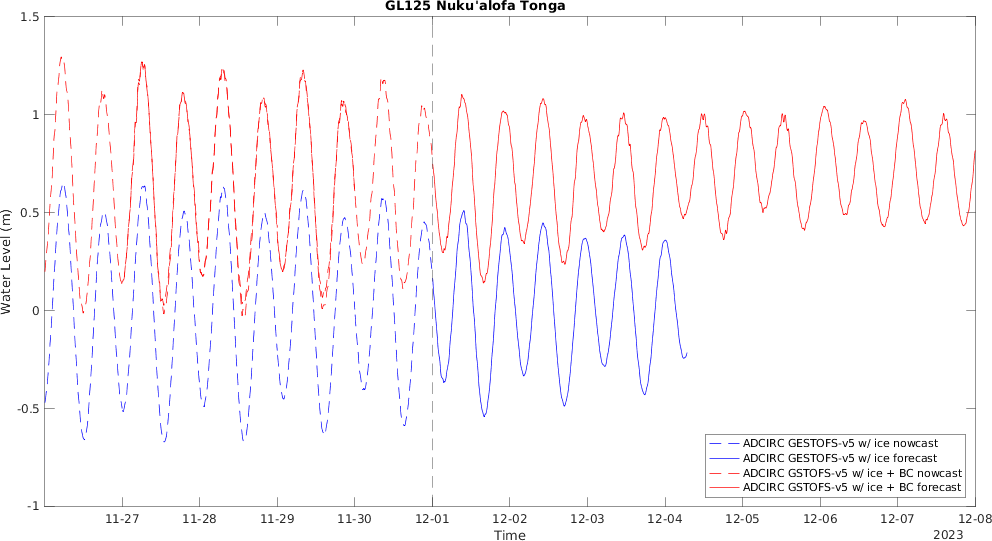 GL125 Nuku'alofa Tonga
1.5
1
0.5
0
-0.5
-1
Water Level (m)
11-27
11-28
11-29
11-30
12-01
12-02
12-03
12-04
12-05
12-06
12-07
12-08
Time
2023
ADCIRC GESTOFS-v5 w/ ice nowcast
ADCIRC GESTOFS-v5 w/ ice forecast
ADCIRC GSTOFS-v5 w/ ice + BC nowcast
ADCIRC GSTOFS-v5 w/ ice + BC forecast